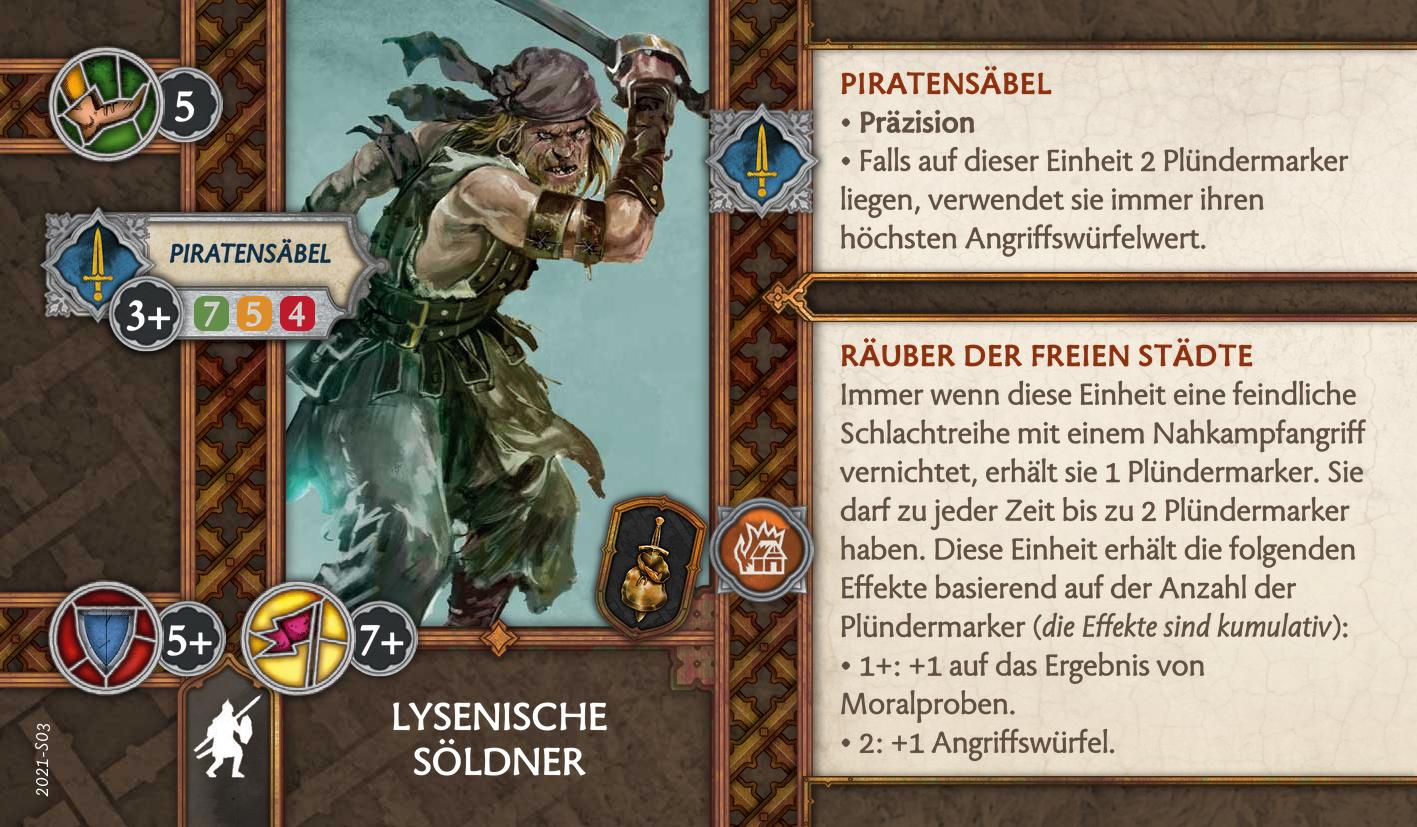 5
PIRATENSÄBEL
3+
7 5 4
5+
7+
LYSENISCHE
SÖLDNER
2021-S03
PIRATENSÄBEL
• Präzision
• Falls auf dieser Einheit 2 Plündermarker
liegen, verwendet sie immer ihren
höchsten Angriffswürfelwert.
RÄUBER DER FREIEN STÄDTE
Immer wenn diese Einheit eine feindliche
Schlachtreihe mit einem Nahkampfangriff
vernichtet, erhält sie 1 Plündermarker. Sie
darf zu jeder Zeit bis zu 2 Plündermarker
haben. Diese Einheit erhält die folgenden
Effekte basierend auf der Anzahl der
Plündermarker (die Effekte sind kumulativ):
• 1+: +1 auf das Ergebnis von
Moralproben.
• 2: +1 Angriffswürfel.